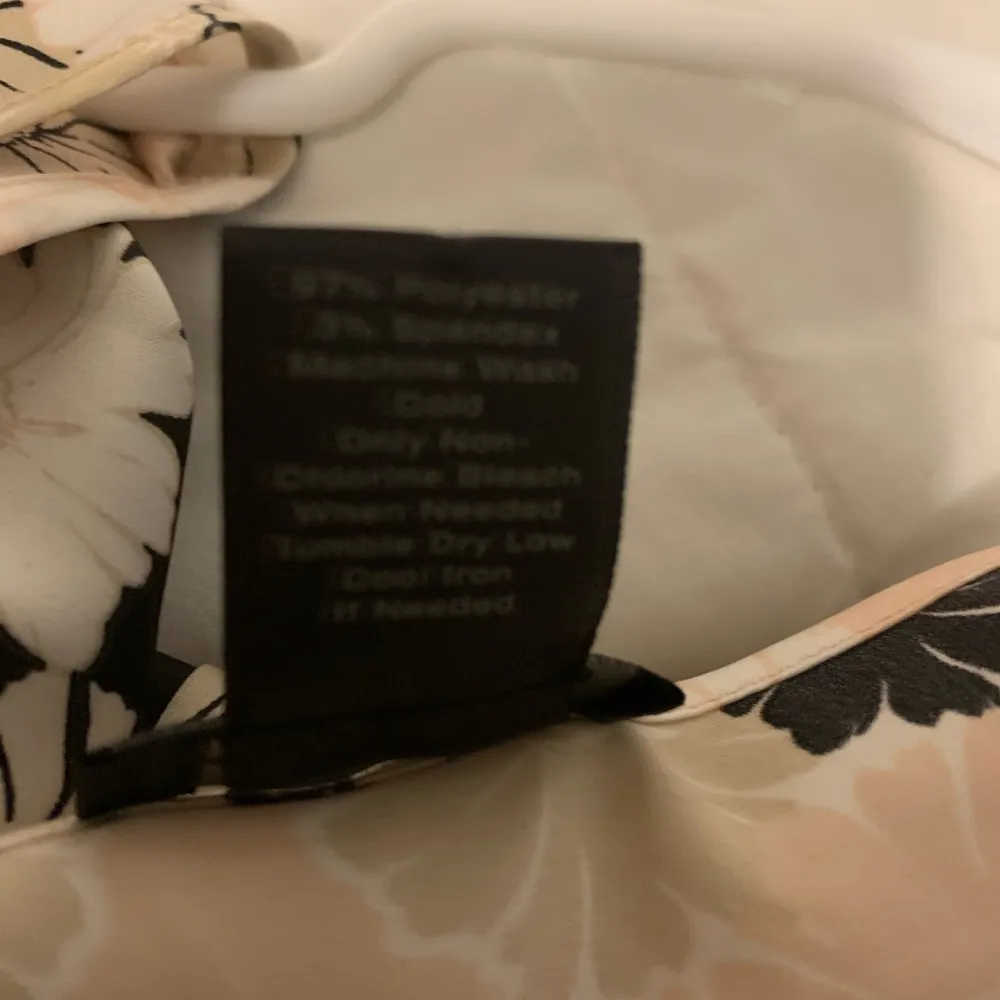 97% Polyester
3% Spandex
Machine Wash
Cold
Only Non-
Chlorine Bleach
When Needed
Tumble Dry Low
Cool Iron
If Needed